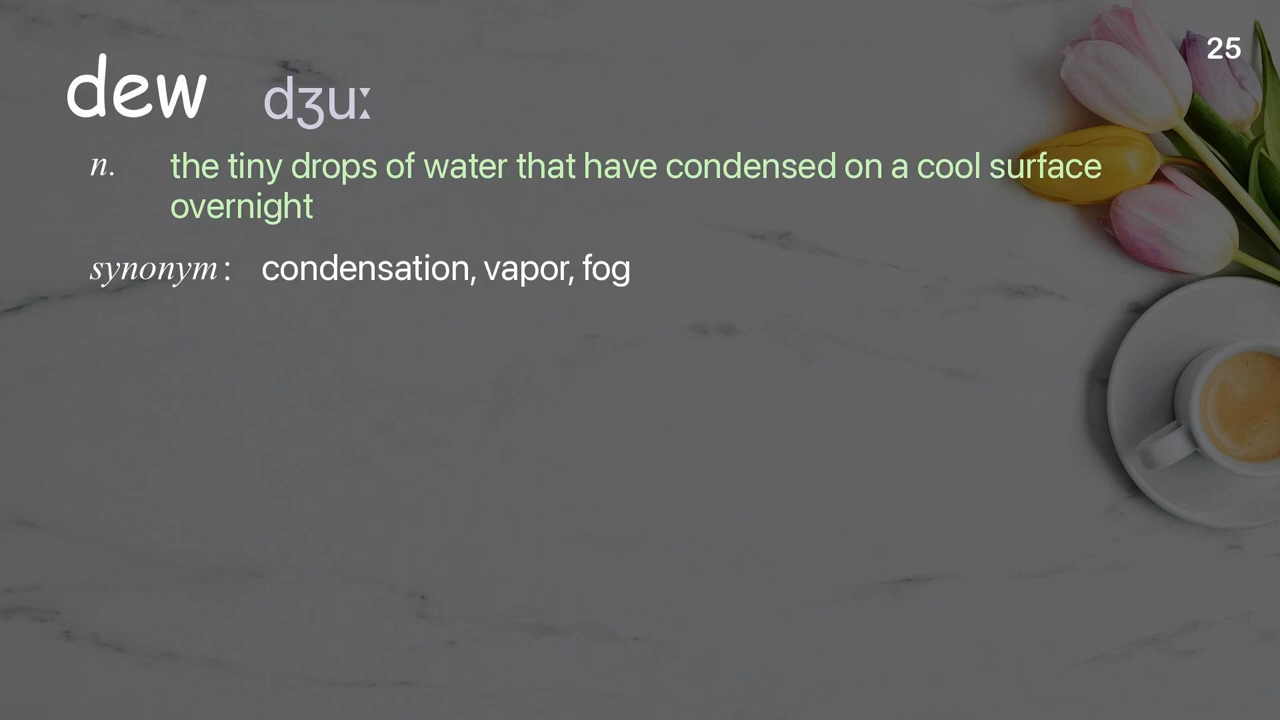 25
dew dʒuː
n. the tiny drops of water that have condensed on a cool surface
overnight
synonym: condensation, vapor, fog